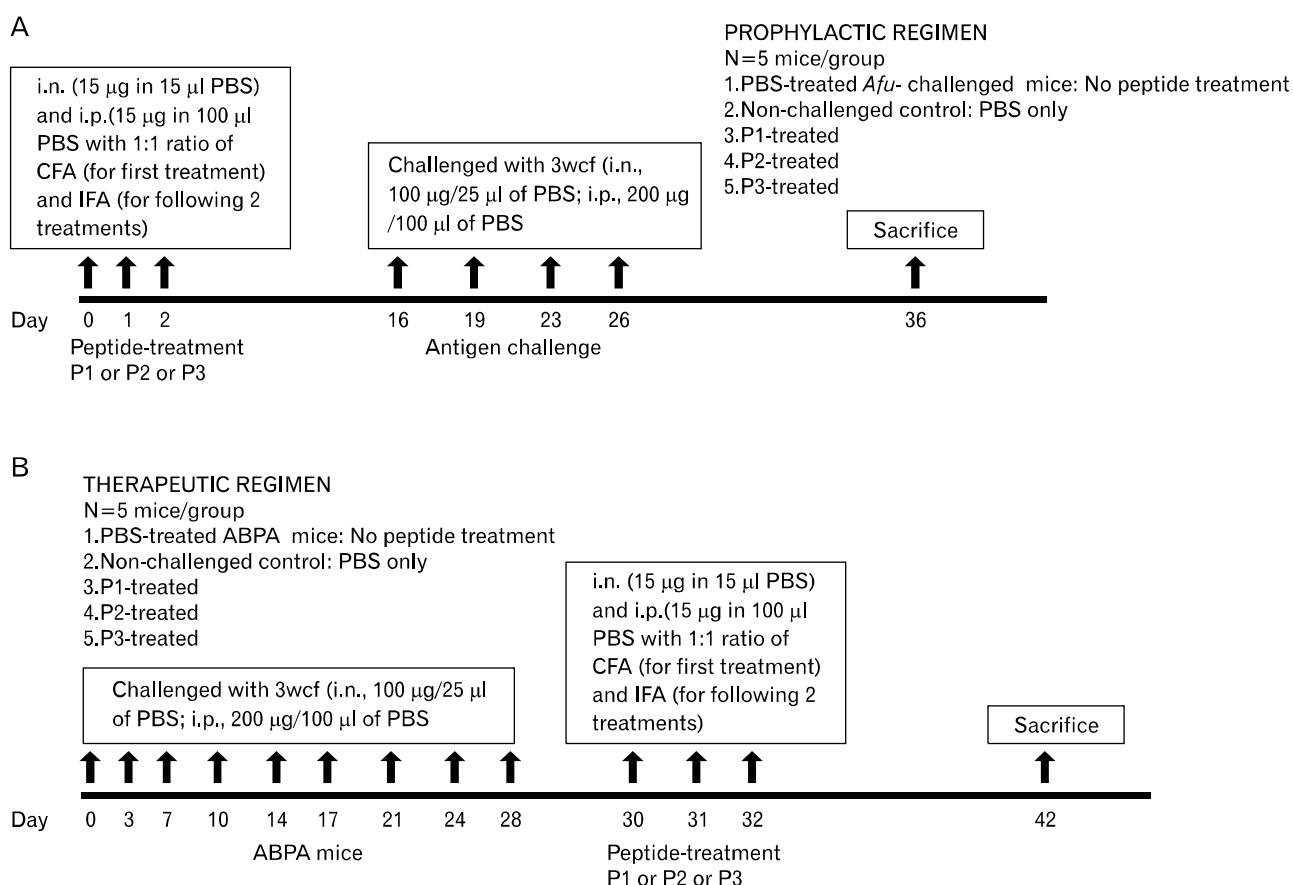 A
PROPHYLACTIC REGIMEN
N=5 mice/group
1.PBS-treated Afu- challenged mice: No peptide treatment
2.Non-challenged control: PBS only
3.P1-treated
4.P2-treated
5.P3-treated
i.n. (15 μg in 15 μl PBS)
and i.p.(15 μg in 100 μl
PBS with 1:1 ratio of
CFA (for first treatment)
and IFA (for following 2
treatments)
Challenged with 3wcf (i.n.,
100 μg/25 μl of PBS; i.p., 200 μg
/100 μl of PBS
Sacrifice
Day 0 1 2 16 19 23 26 36
Peptide-treatment
P1 or P2 or P3
Antigen challenge
B
THERAPEUTIC REGIMEN
N=5 mice/group
1.PBS-treated ABPA mice: No peptide treatment
2.Non-challenged control: PBS only
3.P1-treated
4.P2-treated
5.P3-treated
Challenged with 3wcf (i.n., 100 μg/25 μl
of PBS; i.p., 200 μg/100 μl of PBS
i.n. (15 μg in 15 μl PBS)
and i.p.(15 μg in 100 μl
PBS with 1:1 ratio of
CFA (for first treatment)
and IFA (for following 2
treatments)
Sacrifice
Day 0 3 7 10 14 17 21 24 28 30 31 32 42
ABPA mice
Peptide-treatment
P1 or P2 or P3